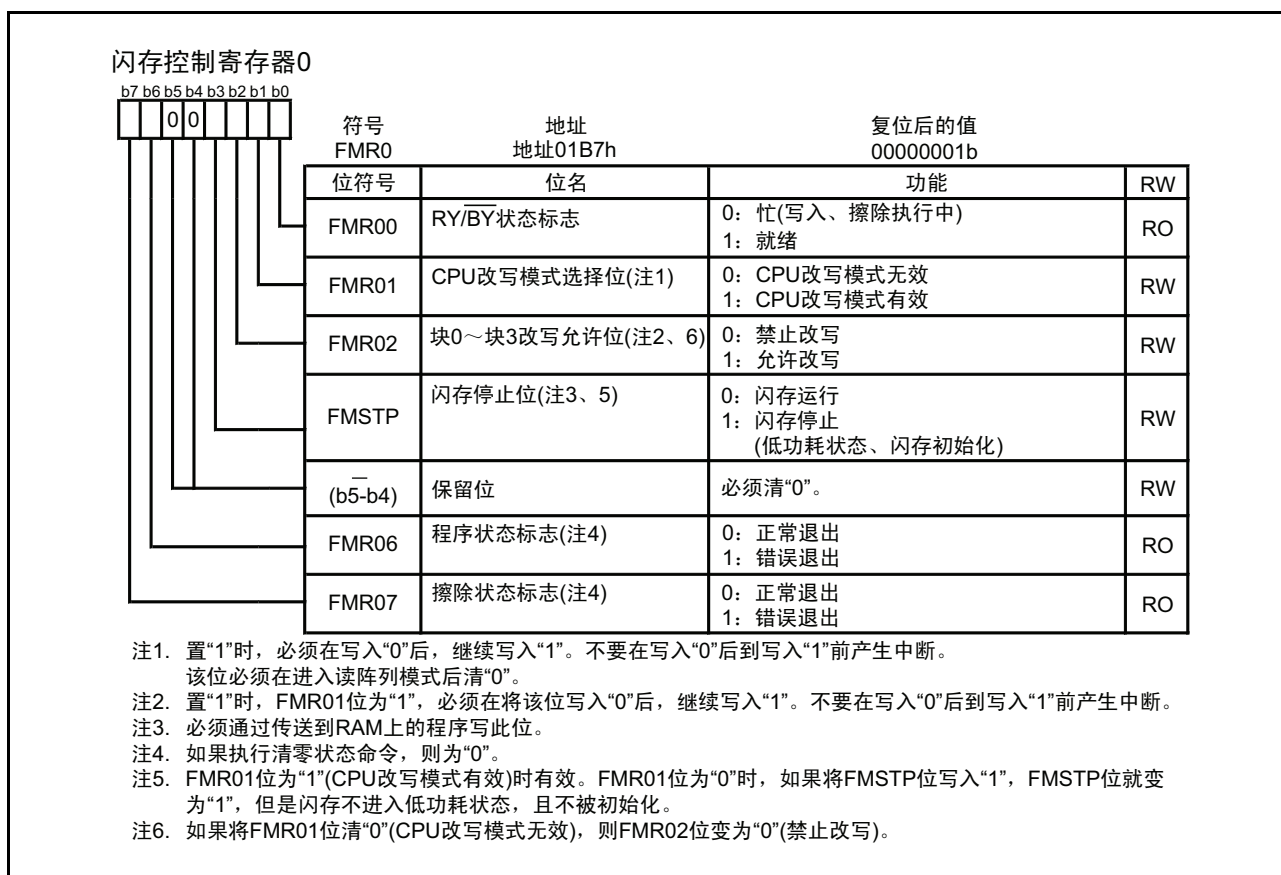 闪存控制寄存器0
b7 b6 b5 b4 b3 b2 b1 b0
0 0
符号 地址 复位后的值
FMR0 地址01B7h 00000001b
位符号 位名 功能 RW
FMR00 RY/BY状态标志 0：忙(写入、擦除执行中) RO
1：就绪
FMR01 CPU改写模式选择位(注1) 0：CPU改写模式无效 RW
1：CPU改写模式有效
FMR02 块0～块3改写允许位(注2、6) 0：禁止改写 RW
1：允许改写
FMSTP 闪存停止位(注3、5) 0：闪存运行 RW
1：闪存停止
(低功耗状态、闪存初始化)
— (b5-b4) 保留位 必须清“0”。 RW
FMR06 程序状态标志(注4) 0：正常退出 RO
1：错误退出
FMR07 擦除状态标志(注4) 0：正常退出 RO
1：错误退出
注1. 置“1”时，必须在写入“0”后，继续写入“1”。不要在写入“0”后到写入“1”前产生中断。
该位必须在进入读阵列模式后清“0”。
注2. 置“1”时，FMR01位为“1”，必须在将该位写入“0”后，继续写入“1”。不要在写入“0”后到写入“1”前产生中断。
注3. 必须通过传送到RAM上的程序写此位。
注4. 如果执行清零状态命令，则为“0”。
注5. FMR01位为“1”(CPU改写模式有效)时有效。FMR01位为“0”时，如果将FMSTP位写入“1”，FMSTP位就变
为“1”，但是闪存不进入低功耗状态，且不被初始化。
注6. 如果将FMR01位清“0”(CPU改写模式无效)，则FMR02位变为“0”(禁止改写)。